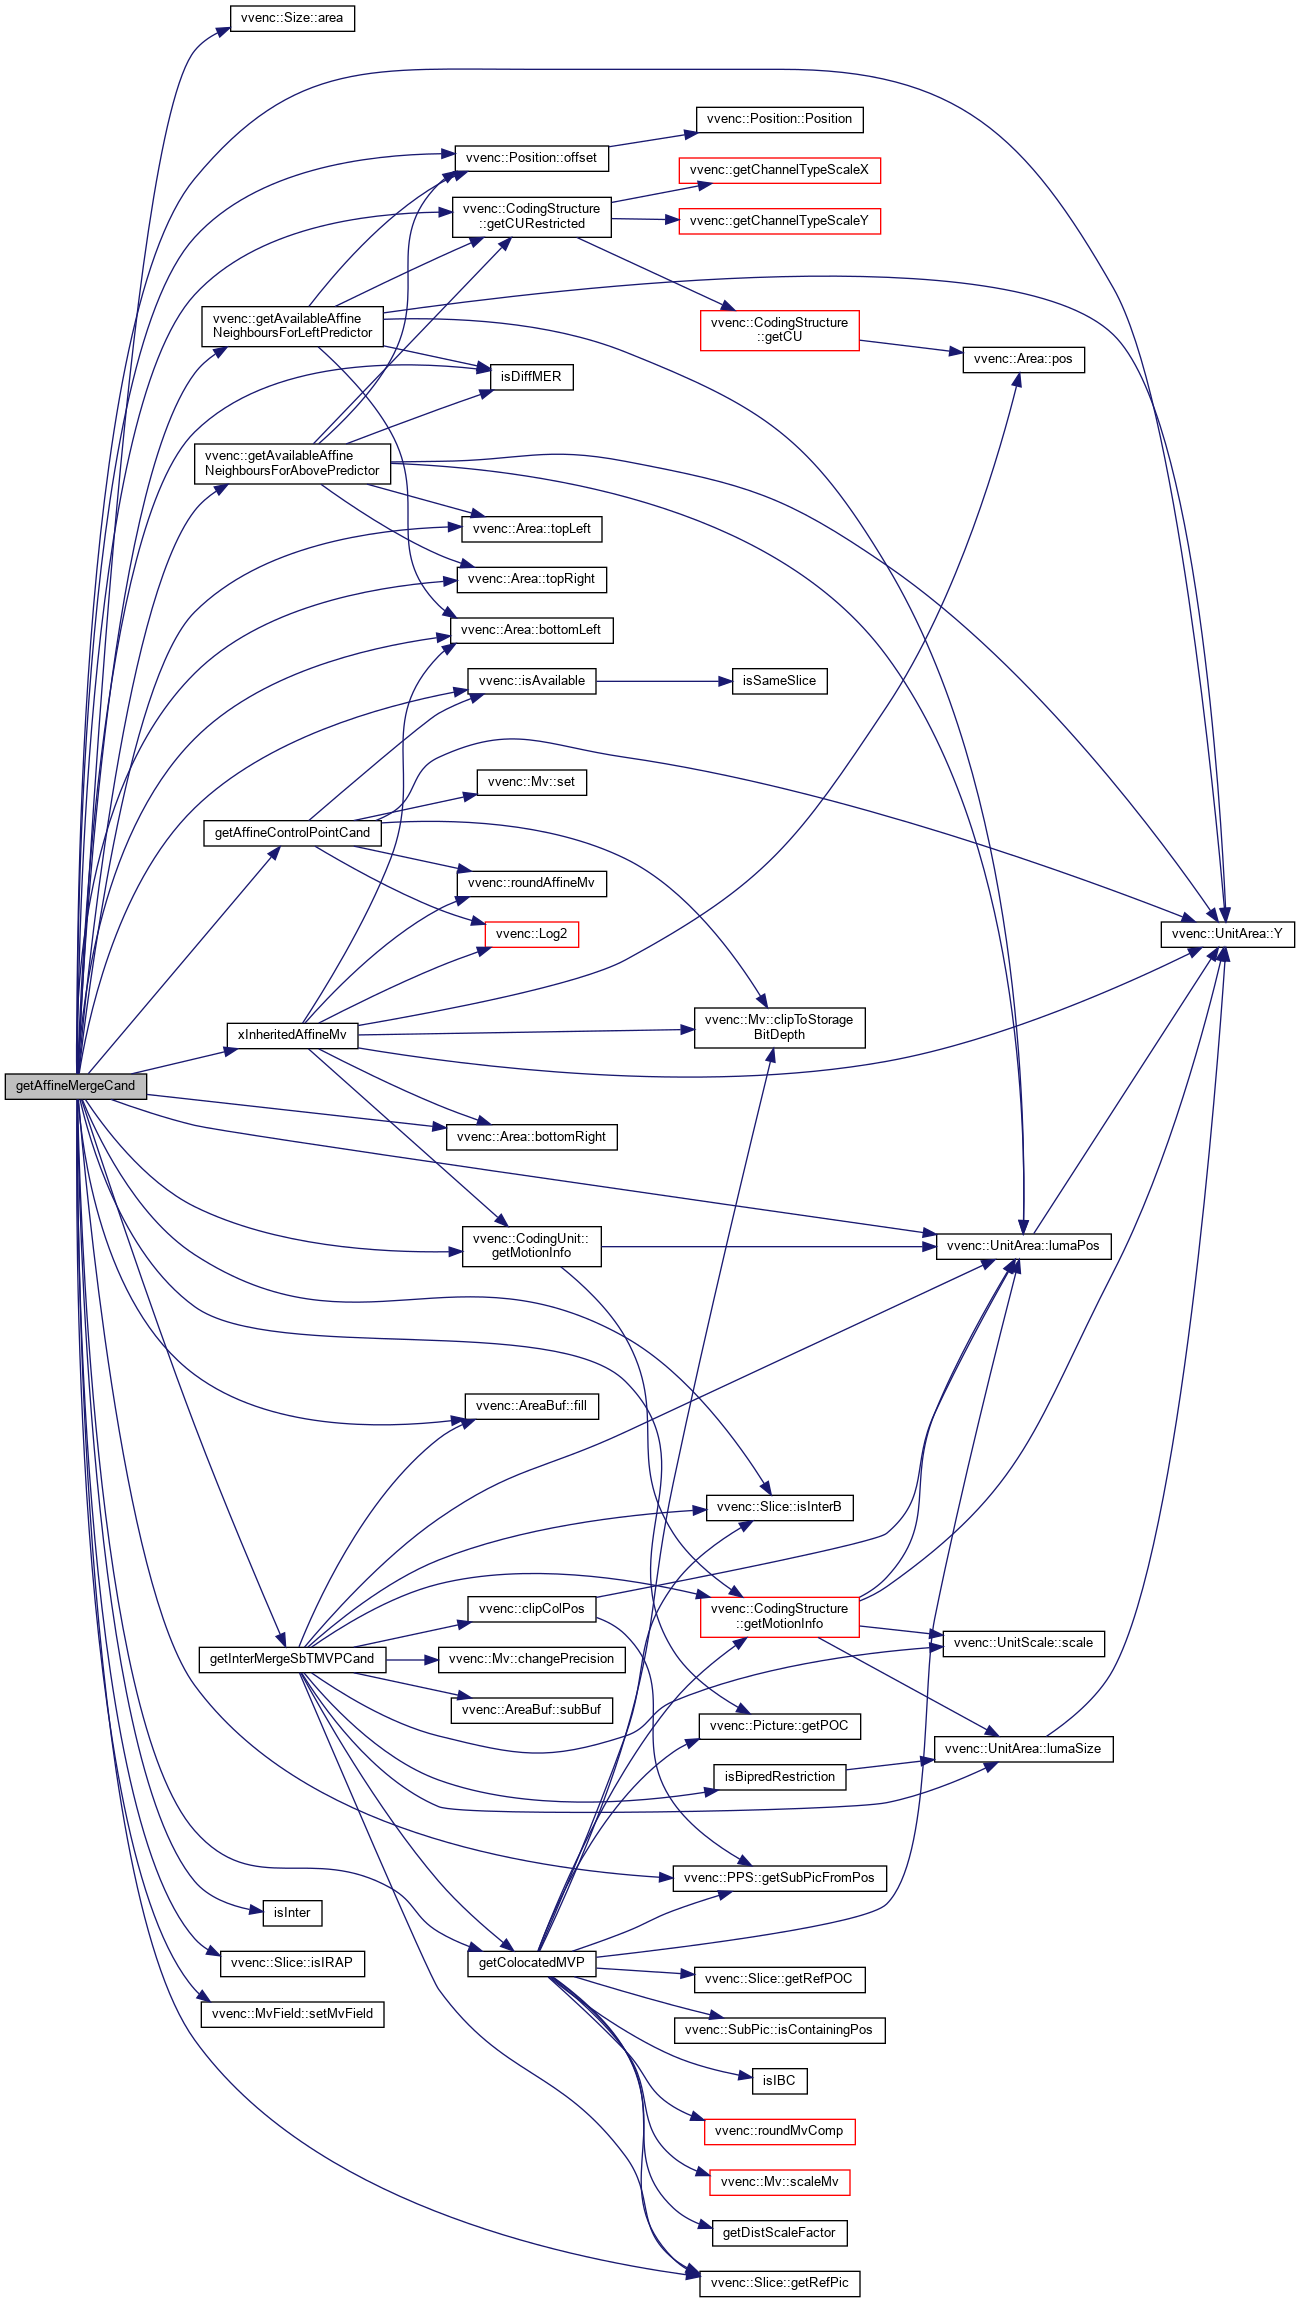 vvenc::Size::area
vvenc::Position::Position
vvenc::Position::offset
vvenc::getChannelTypeScaleX
vvenc::CodingStructure
::getCURestricted
vvenc::getChannelTypeScaleY
vvenc::getAvailableAffine
NeighboursForLeftPredictor
vvenc::CodingStructure
::getCU
vvenc::Area::pos
isDiffMER
vvenc::getAvailableAffine
NeighboursForAbovePredictor
vvenc::Area::topLeft
vvenc::Area::topRight
vvenc::Area::bottomLeft
vvenc::isAvailable
isSameSlice
vvenc::Mv::set
getAffineControlPointCand
vvenc::roundAffineMv
vvenc::Log2
vvenc::UnitArea::Y
vvenc::Mv::clipToStorage
BitDepth
xInheritedAffineMv
getAffineMergeCand
vvenc::Area::bottomRight
vvenc::CodingUnit::
getMotionInfo
vvenc::UnitArea::lumaPos
vvenc::AreaBuf::fill
vvenc::Slice::isInterB
vvenc::clipColPos
vvenc::CodingStructure
::getMotionInfo
vvenc::UnitScale::scale
getInterMergeSbTMVPCand
vvenc::Mv::changePrecision
vvenc::AreaBuf::subBuf
vvenc::Picture::getPOC
vvenc::UnitArea::lumaSize
isBipredRestriction
vvenc::PPS::getSubPicFromPos
isInter
vvenc::Slice::isIRAP
getColocatedMVP
vvenc::Slice::getRefPOC
vvenc::MvField::setMvField
vvenc::SubPic::isContainingPos
isIBC
vvenc::roundMvComp
vvenc::Mv::scaleMv
getDistScaleFactor
vvenc::Slice::getRefPic